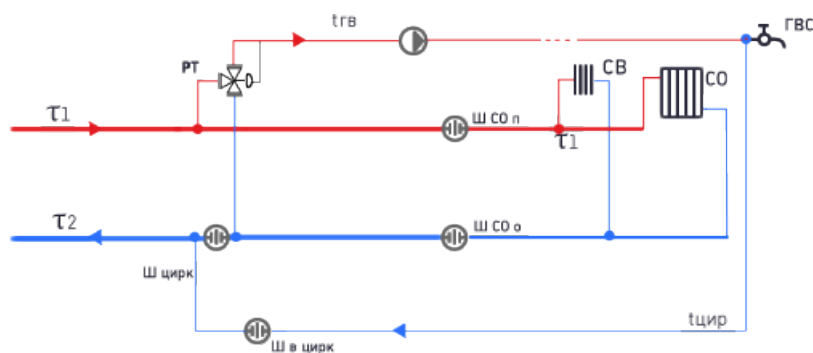 tгв
ГВС
РТ
СВ
СО
τ1
Ш СО п
τ1
τ2
Ш СО о
Ш цирк
tцир
Ш в цирк